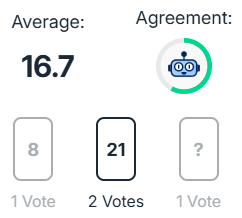 Average:
Agreement:
16.7
8
21
?
1 Vote
2 Votes
1 Vote